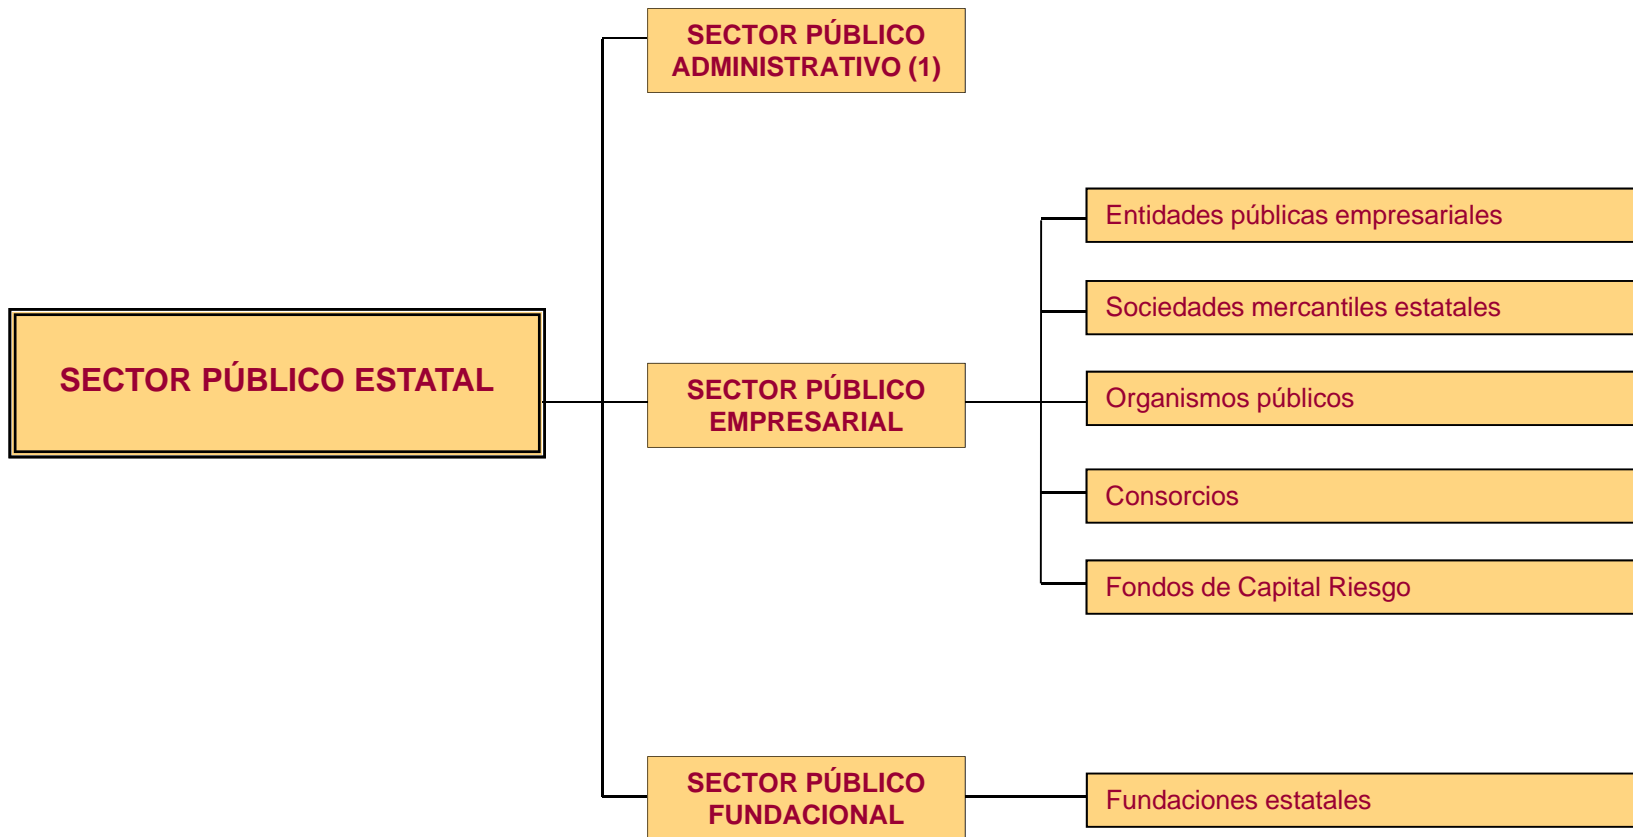 SECTOR PÚBLICO
ADMINISTRATIVO (1)
Entidades públicas empresariales
Sociedades mercantiles estatales
SECTOR PÚBLICO ESTATAL
SECTOR PÚBLICO
EMPRESARIAL
Organismos públicos
Consorcios
Fondos de Capital Riesgo
SECTOR PÚBLICO
FUNDACIONAL
Fundaciones estatales